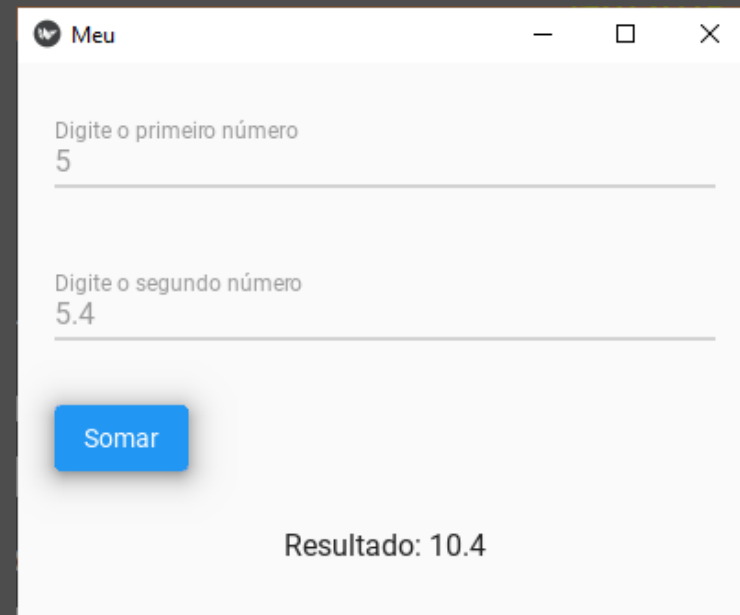 Meu
Digite o primeiro número
5
Digite o segundo número
5.4
Somar
Resultado: 10.4